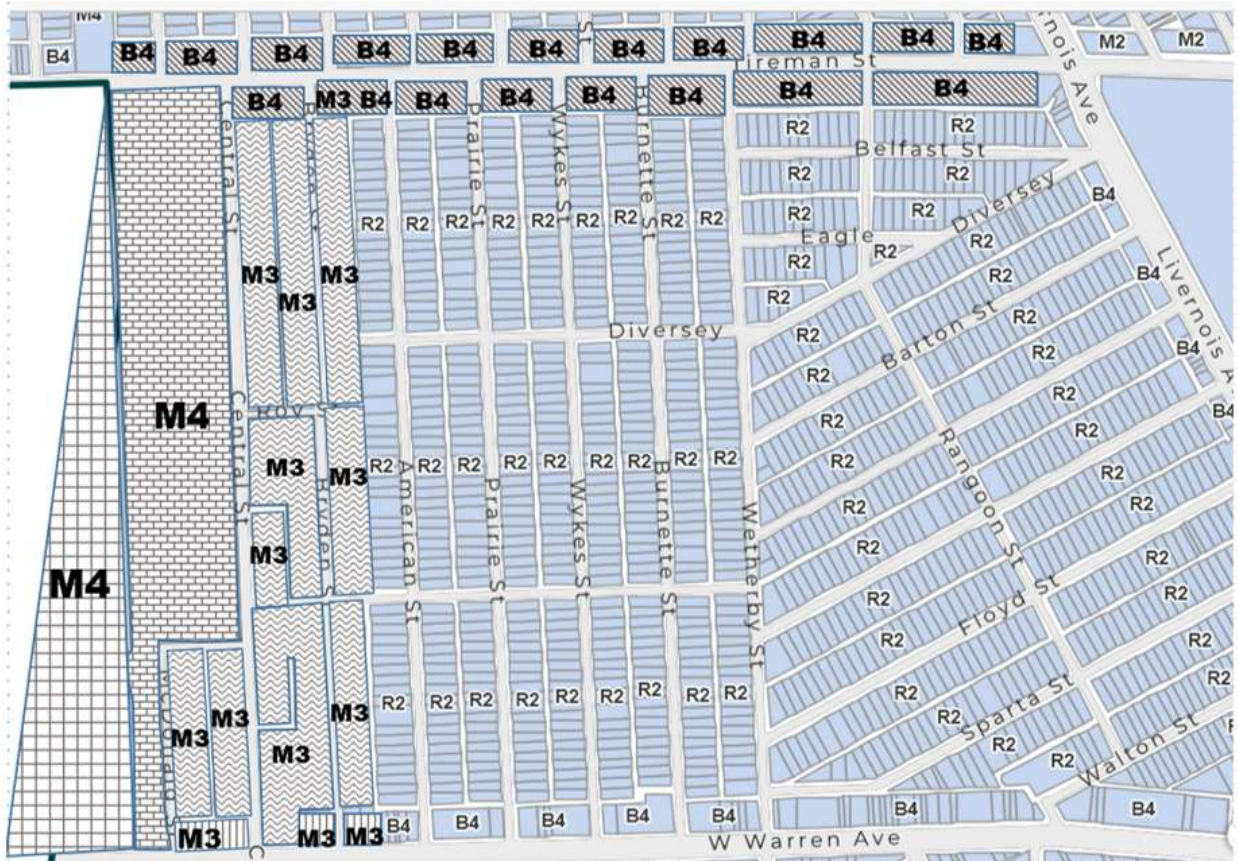 M4
B4
B4 B4 B4 B4 B4 B4 B4 B4 B4 B4 B4
M2 M2
St
Tireman St
B4 M3 B4 B4 B4 B4 B4 B4 B4
Livernois Ave
R2 R2
Belfast St
R2 R2
R2 R2
Diversey
B4
Eagle
R2 R2 R2
Central St
Prairie St
Wykes St
Burnette St
R2 R2 R2 R2 R2 R2 R2 R2 R2
M3 M3 M3
R2 R2
B4
Livernois A
Diversey
R2 R2
Barton St
R2
B4
R2 R2
B4
M4
Roy St
Central St
R2 R2
M3 M3
R2 R2 R2 R2 R2 R2 R2 R2 R2
American St
Prairie St
Wykes St
Burnette St
Wetherby St
Rangoon St
R2 R2
R2 R2
M3
R2 R2
M4
R2 R2
Floyd St
R2 R2
R2 R2
M3 M3 M3 M3
R2 R2 R2 R2 R2 R2 R2 R2 R2
R2 R2
Sparta St
R2 R2
Walton St
M3 M3 M3
B4 B4 B4 B4 B4 B4 B4
W Warren Ave
C